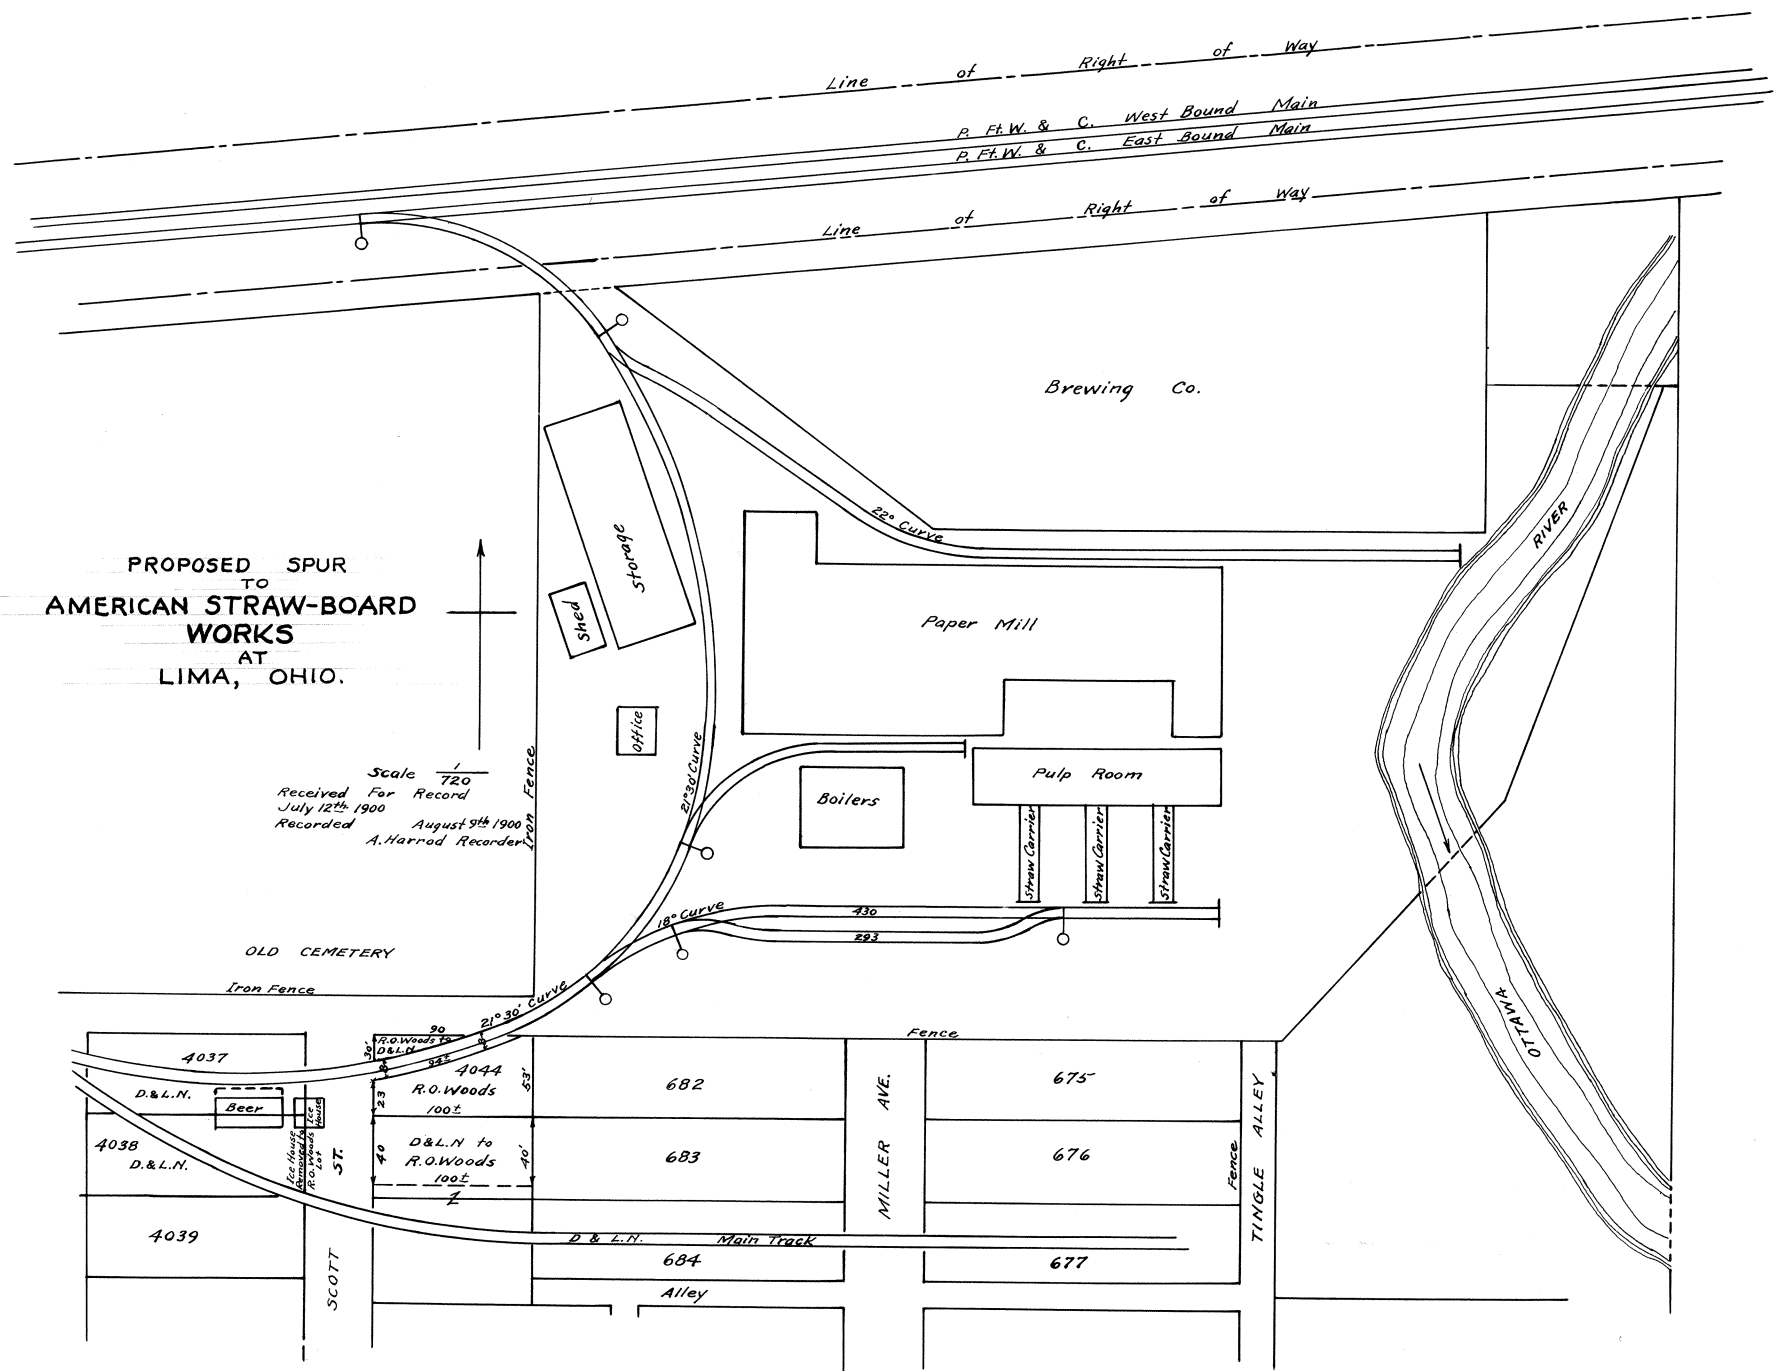 Line of Right of Way
P. Ft. W. & C. West Bound Main
P. Ft. W. & C. East Bound Main
Line of Right of Way
Brewing Co.
22° Curve
RIVER
Storage
Shed
PROPOSED SPUR
TO
AMERICAN STRAW-BOARD
WORKS
AT
LIMA, OHIO.
Paper Mill
Office
21°30' Curve
Iron Fence
Scale 1/720
Received For Record
July 12th 1900
Recorded August 9th 1900
A. Harrod Recorder
Boilers
Pulp Room
Straw Carrier
Straw Carrier
Straw Carrier
18° Curve
430
293
OLD CEMETERY
Iron Fence
21°30' Curve
OTTAWA
Fence
90
R.O. Woods to
D.& L.N.
30'
8
8
94±
4037
4044
R.O. Woods
100±
53'
23
682
675
D.& L.N.
Beer
Ice
House
Ice House
Removed to
R.O. Woods
Lot
4038
D.& L.N.
ST.
40
D&L.N to
R.O. Woods
100±
40'
Z
683
676
MILLER AVE.
Fence
TINGLE ALLEY
4039
SCOTT
D & L.N. Main Track
684
677
Alley